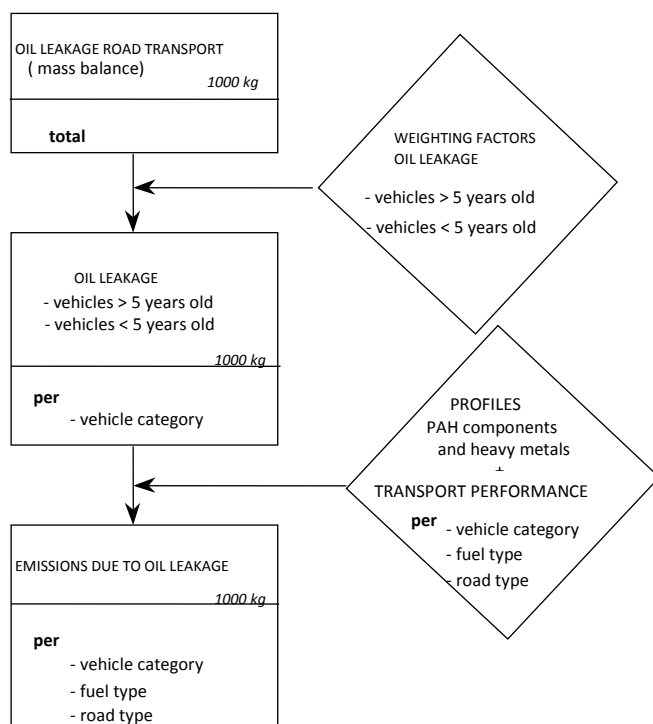 OIL LEAKAGE ROAD TRANSPORT
( mass balance)
1000 kg
total
WEIGHTING FACTORS
OIL LEAKAGE
- vehicles > 5 years old
- vehicles < 5 years old
OIL LEAKAGE
- vehicles > 5 years old
- vehicles < 5 years old
1000 kg
per
- vehicle category
PROFILES
PAH components
and heavy metals
+
TRANSPORT PERFORMANCE
per
- vehicle category
- fuel type
- road type
EMISSIONS DUE TO OIL LEAKAGE
1000 kg
per
- vehicle category
- fuel type
- road type